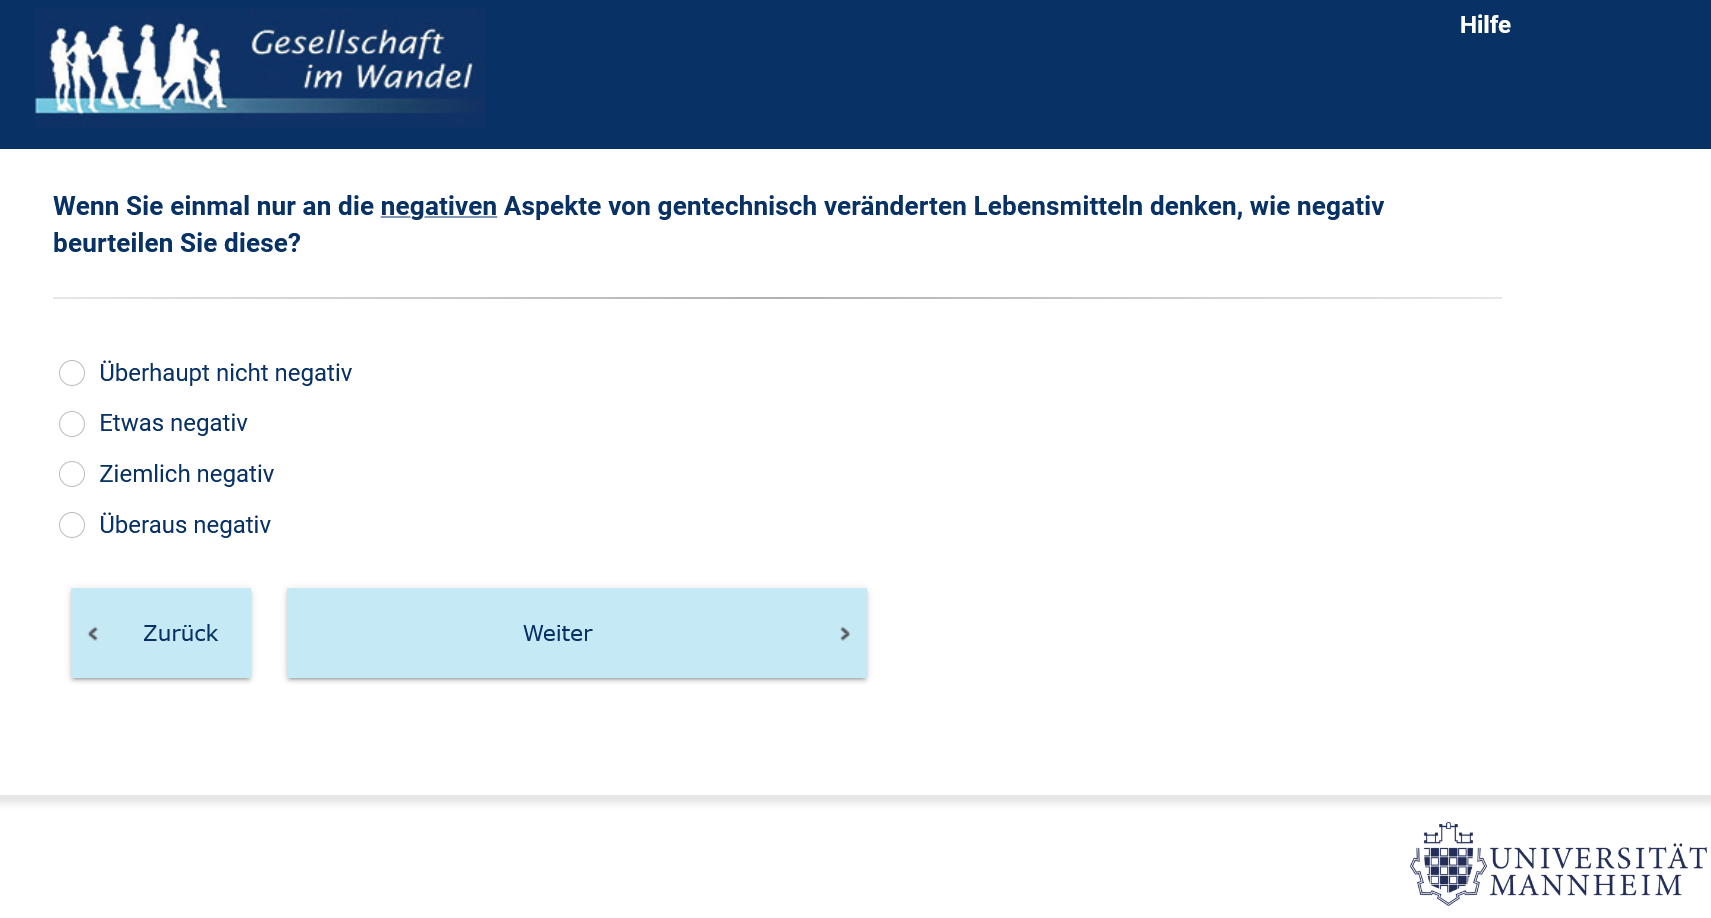 Gesellschaft
im Wandel
Hilfe
Wenn Sie einmal nur an die negativen Aspekte von gentechnisch veränderten Lebensmitteln denken, wie negativ
beurteilen Sie diese?
Überhaupt nicht negativ
Etwas negativ
Ziemlich negativ
Überaus negativ
Zurück
Weiter
UNIVERSITÄT
MANNHEIM